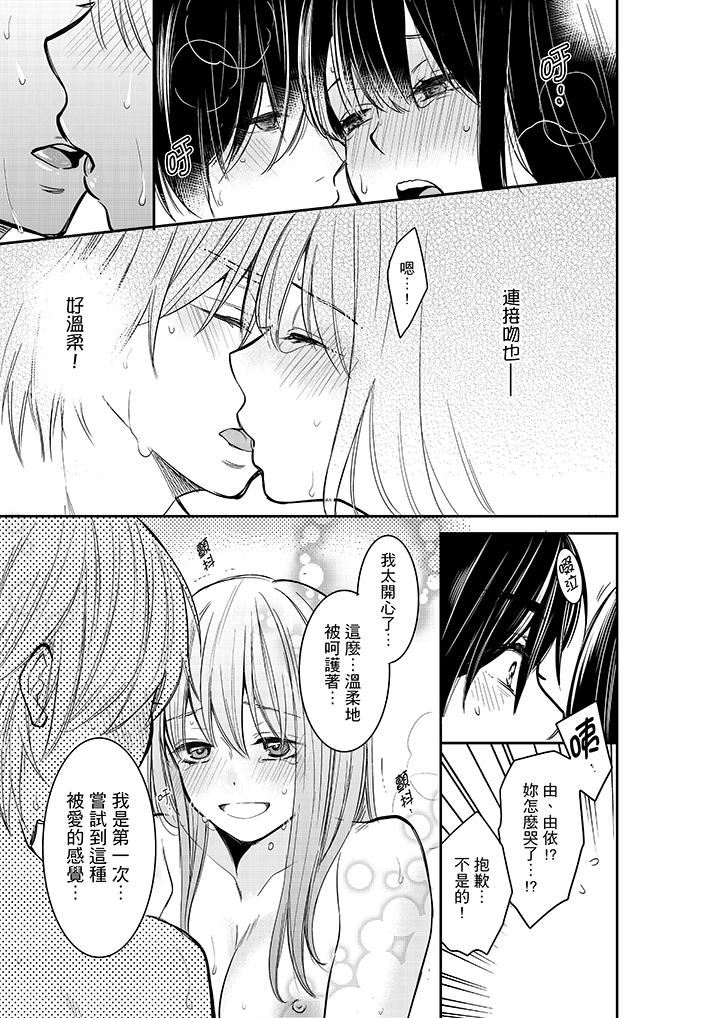 呀…
呀
連接吻也—
嗯…！
好溫柔！
啜泣
咦！
由、由依!?
妳怎麼哭了…!?
抱歉…
不是的！
我太開心了…
這麼…溫柔地
被呵護著…
顫抖
顫抖！
我是第一次…
嘗試到這種
被愛的感覺…